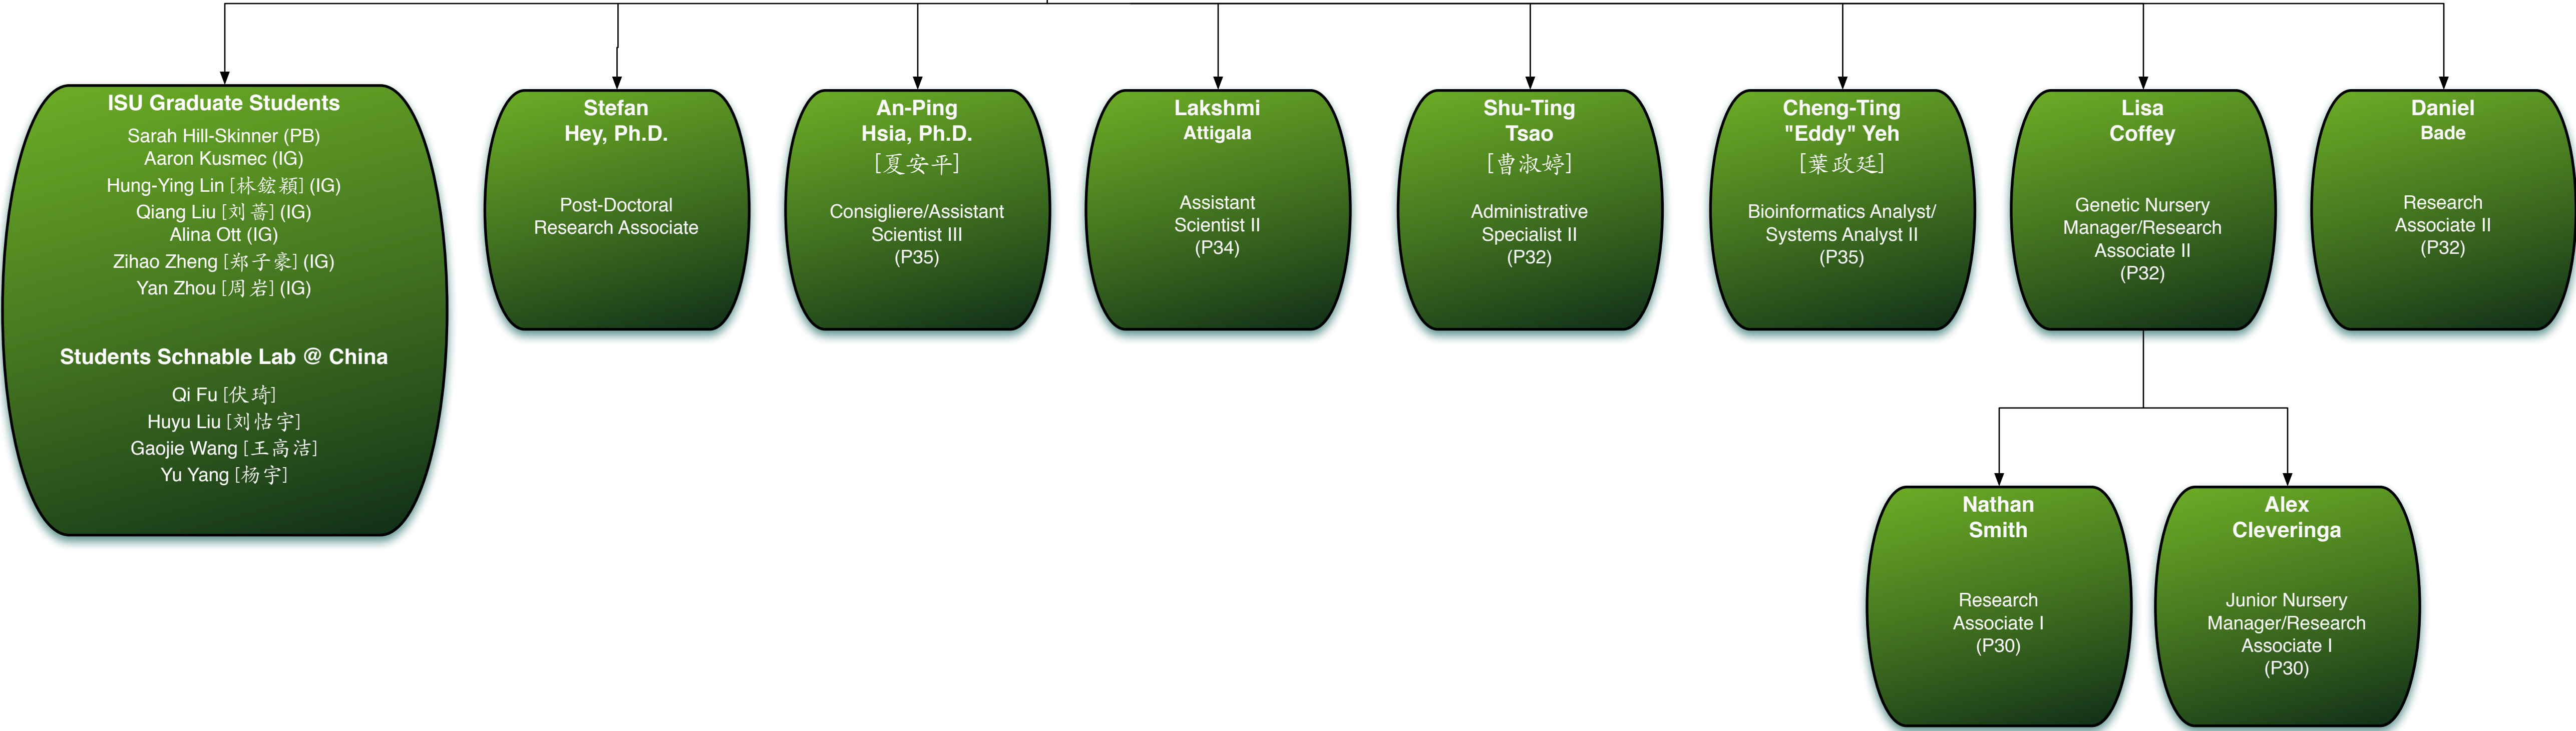 ISU Graduate Students
Sarah Hill-Skinner (PB)
Aaron Kusmec (IG)
Hung-Ying Lin [林鋐穎] (IG)
Qiang Liu [刘蔷] (IG)
Alina Ott (IG)
Zihao Zheng [郑子豪] (IG)
Yan Zhou [周岩] (IG)
Students Schnable Lab @ China
Qi Fu [伏琦]
Huyu Liu [刘怙宇]
Gaojie Wang [王高洁]
Yu Yang [杨宇]
Stefan
Hey, Ph.D.
Post-Doctoral
Research Associate
An-Ping
Hsia, Ph.D.
[夏安平]
Consigliere/Assistant
Scientist III
(P35)
Lakshmi
Attigala
Assistant
Scientist II
(P34)
Shu-Ting
Tsao
[曹淑婷]
Administrative
Specialist II
(P32)
Cheng-Ting
"Eddy" Yeh
[葉政廷]
Bioinformatics Analyst/
Systems Analyst II
(P35)
Lisa
Coffey
Genetic Nursery
Manager/Research
Associate II
(P32)
Daniel
Bade
Research
Associate II
(P32)
Nathan
Smith
Research
Associate I
(P30)
Alex
Cleveringa
Junior Nursery
Manager/Research
Associate I
(P30)